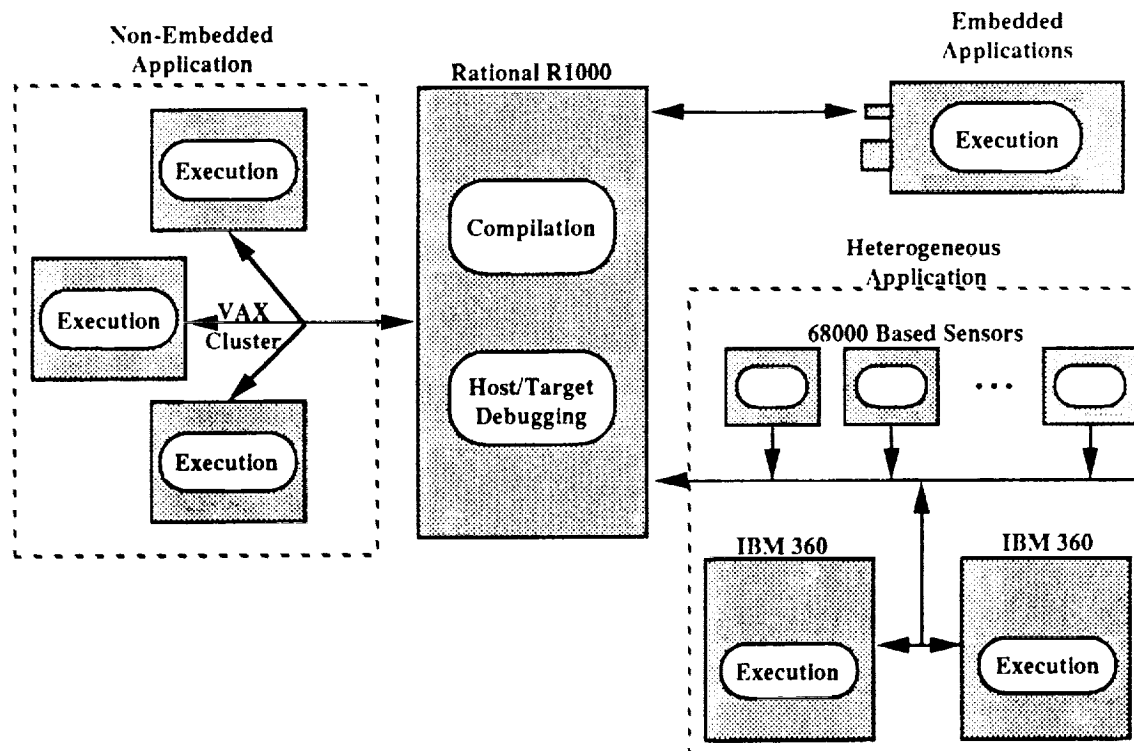 Non-Embedded
Application
Execution
Execution
VAX
Cluster
Execution
Rational R1000
Compilation
Host/Target
Debugging
Embedded
Applications
Execution
Heterogeneous
Application
68000 Based Sensors
...
IBM 360
Execution
IBM 360
Execution